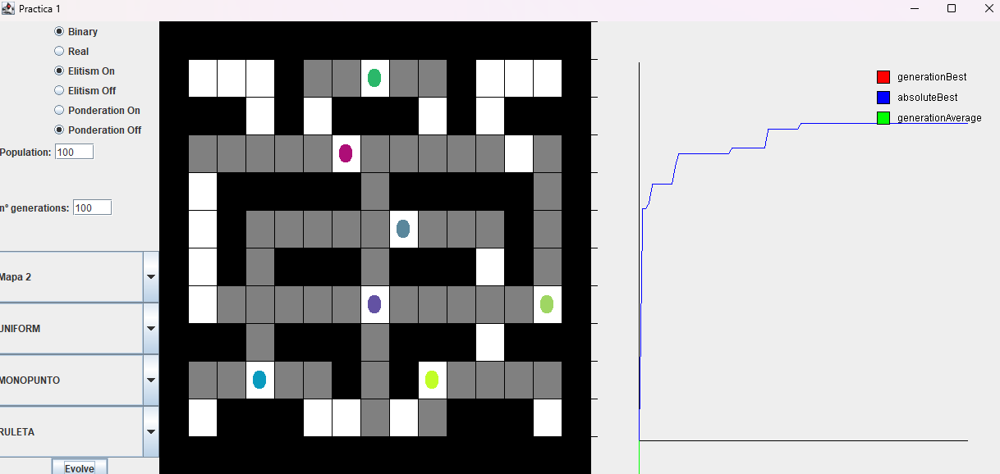 Practica 1
Binary
Real
Elitism On
Elitism Off
Ponderation On
Ponderation Off
Population: 100
nº generations: 100
Mapa 2
UNIFORM
MONOPUNTO
RULETA
Evolve
generationBest
absoluteBest
generationAverage